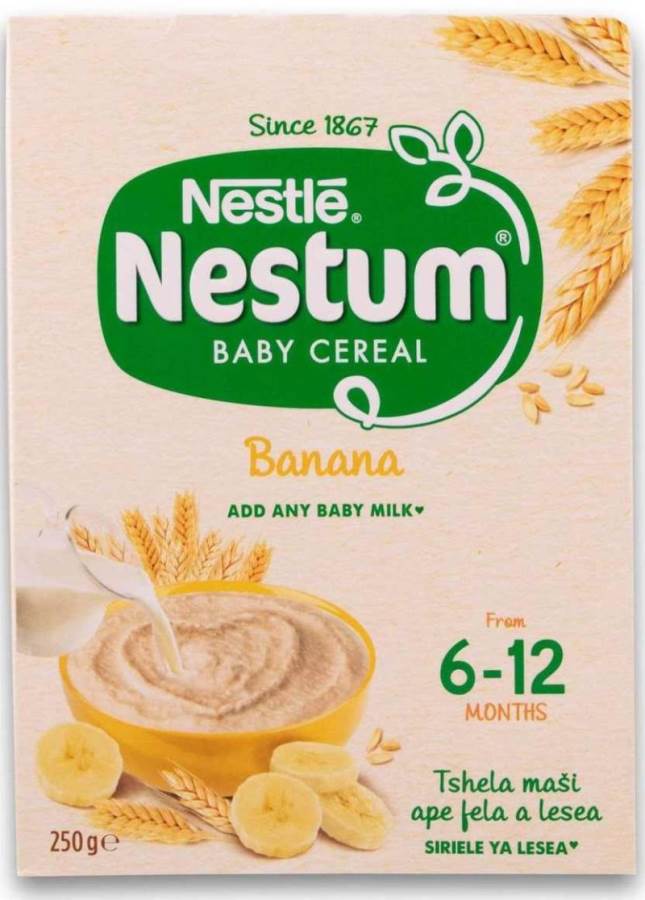 Since 1867
Nestlé®
Nestum®
BABY CEREAL
Banana
ADD ANY BABY MILK♥
From
6-12
MONTHS
Tshela maši
ape fela a lesea
SIRIELE YA LESEA♥
250g℮